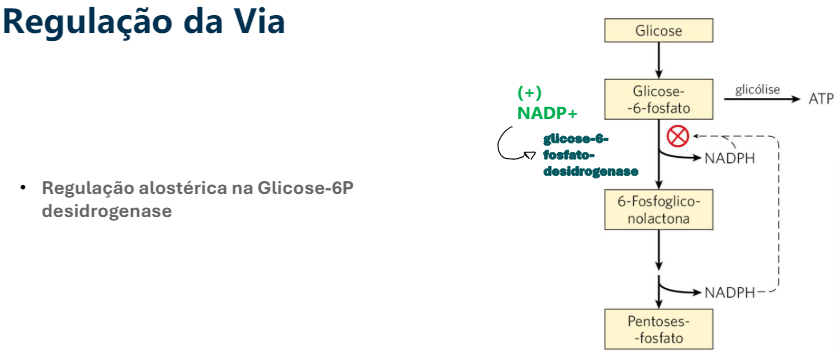 Regulação da Via
• Regulação alostérica na Glicose-6P
desidrogenase
Glicose
(+)
NADP+
glicose-6-
fosfato-
desidrogenase
Glicose-
-6-fosfato
glicólise
ATP
NADPH
6-Fosfoglico-
nolactona
NADPH
Pentoses-
-fosfato